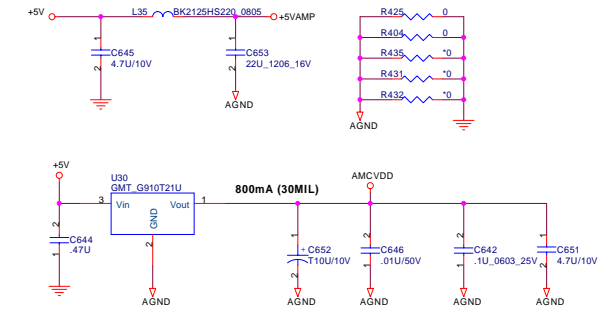 +5V L35 BK2125HS220_0805 +5VAMP
1 C645 2 4.7U/10V
1 C653 2 22U_1206_16V
AGND
R425 0
R404 0
R435 *0
R431 *0
R432 *0
AGND
+5V
U30
GMT_G910T21U
3 Vin Vout 1
GND
2
AGND
800mA (30MIL)
AMCVDD
2 C644 1 .47U
1 + C652 2 T10U/10V
AGND
2 C646 1 .01U/50V
AGND
2 C642 1 .1U_0603_25V
AGND
1 C651 2 4.7U/10V
AGND